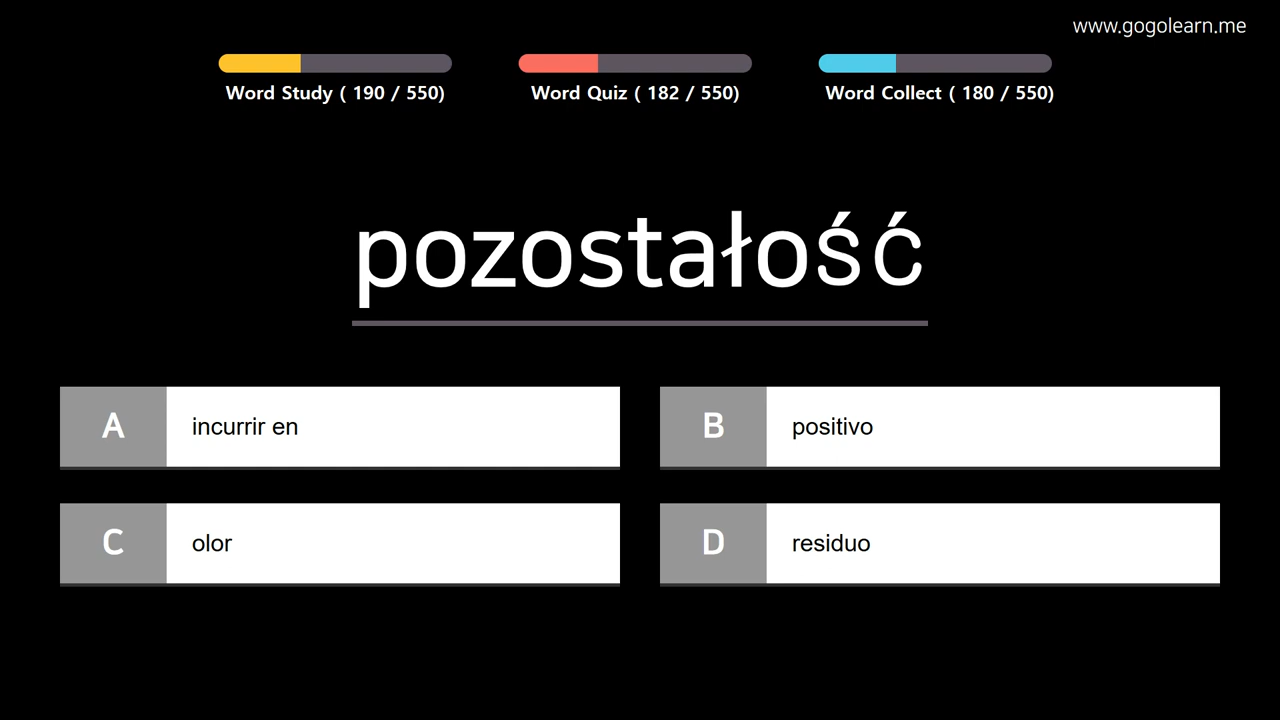 www.gogolearn.me
Word Study ( 190 / 550)
Word Quiz ( 182 / 550)
Word Collect ( 180 / 550)
pozostałość
A
incurrir en
B
positivo
C
olor
D
residuo